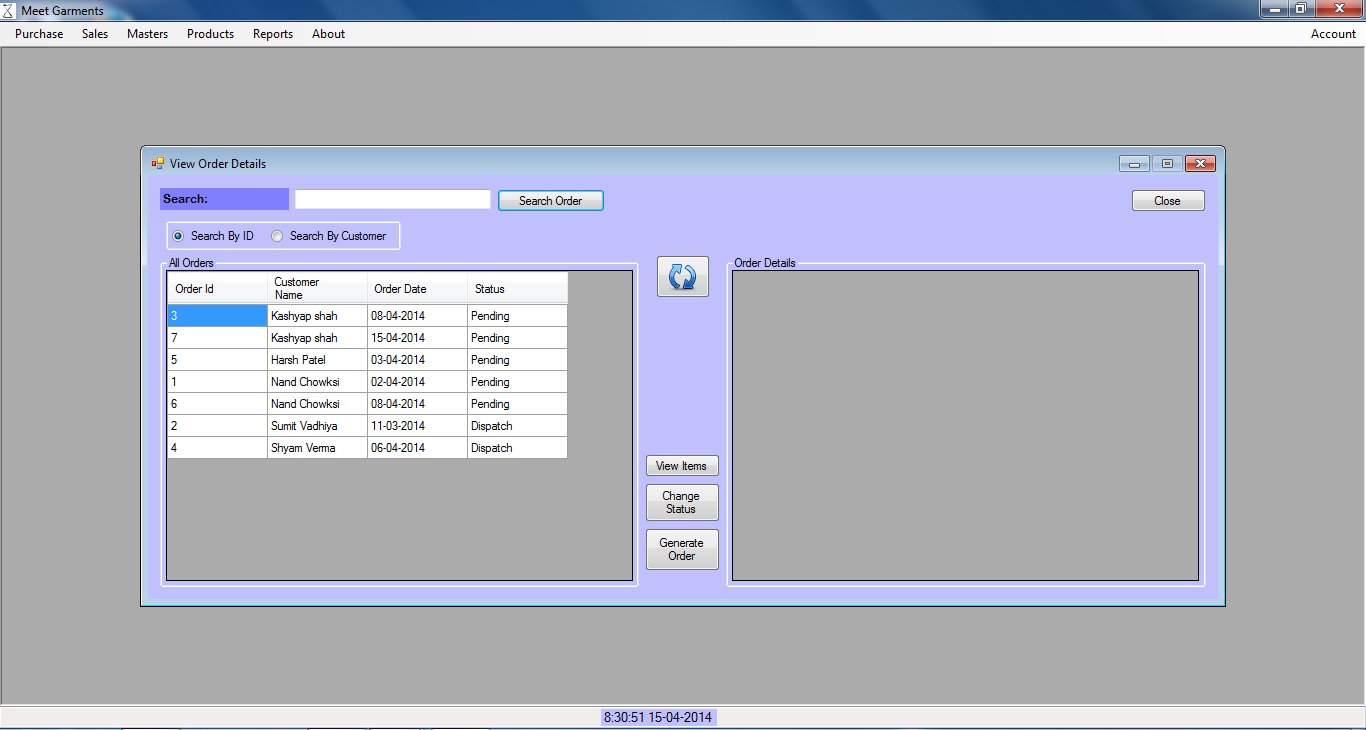 Meet Garments
Purchase Sales Masters Products Reports About Account
View Order Details
Search: Search Order Close
Search By ID Search By Customer
All Orders
Order Details
Order Id Customer Name Order Date Status
3 Kashyap shah 08-04-2014 Pending
7 Kashyap shah 15-04-2014 Pending
5 Harsh Patel 03-04-2014 Pending
1 Nand Chowksi 02-04-2014 Pending
6 Nand Chowksi 08-04-2014 Pending
2 Sumit Vadhiya 11-03-2014 Dispatch
4 Shyam Verma 06-04-2014 Dispatch
View Items
Change
Status
Generate
Order
8:30:51 15-04-2014